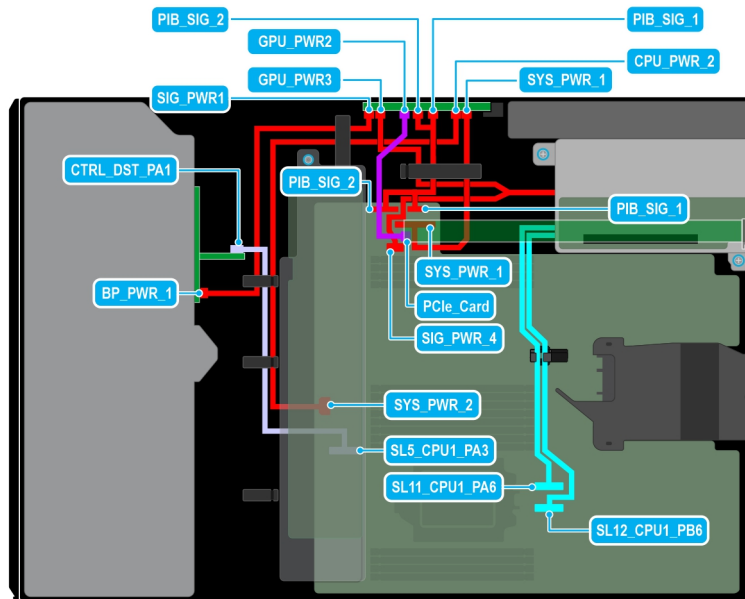 PIB_SIG_2
PIB_SIG_1
GPU_PWR2
CPU_PWR_2
GPU_PWR3
SYS_PWR_1
SIG_PWR1
CTRL_DST_PA1
PIB_SIG_2
PIB_SIG_1
SYS_PWR_1
BP_PWR_1
PCIe_Card
SIG_PWR_4
SYS_PWR_2
SL5_CPU1_PA3
SL11_CPU1_PA6
SL12_CPU1_PB6